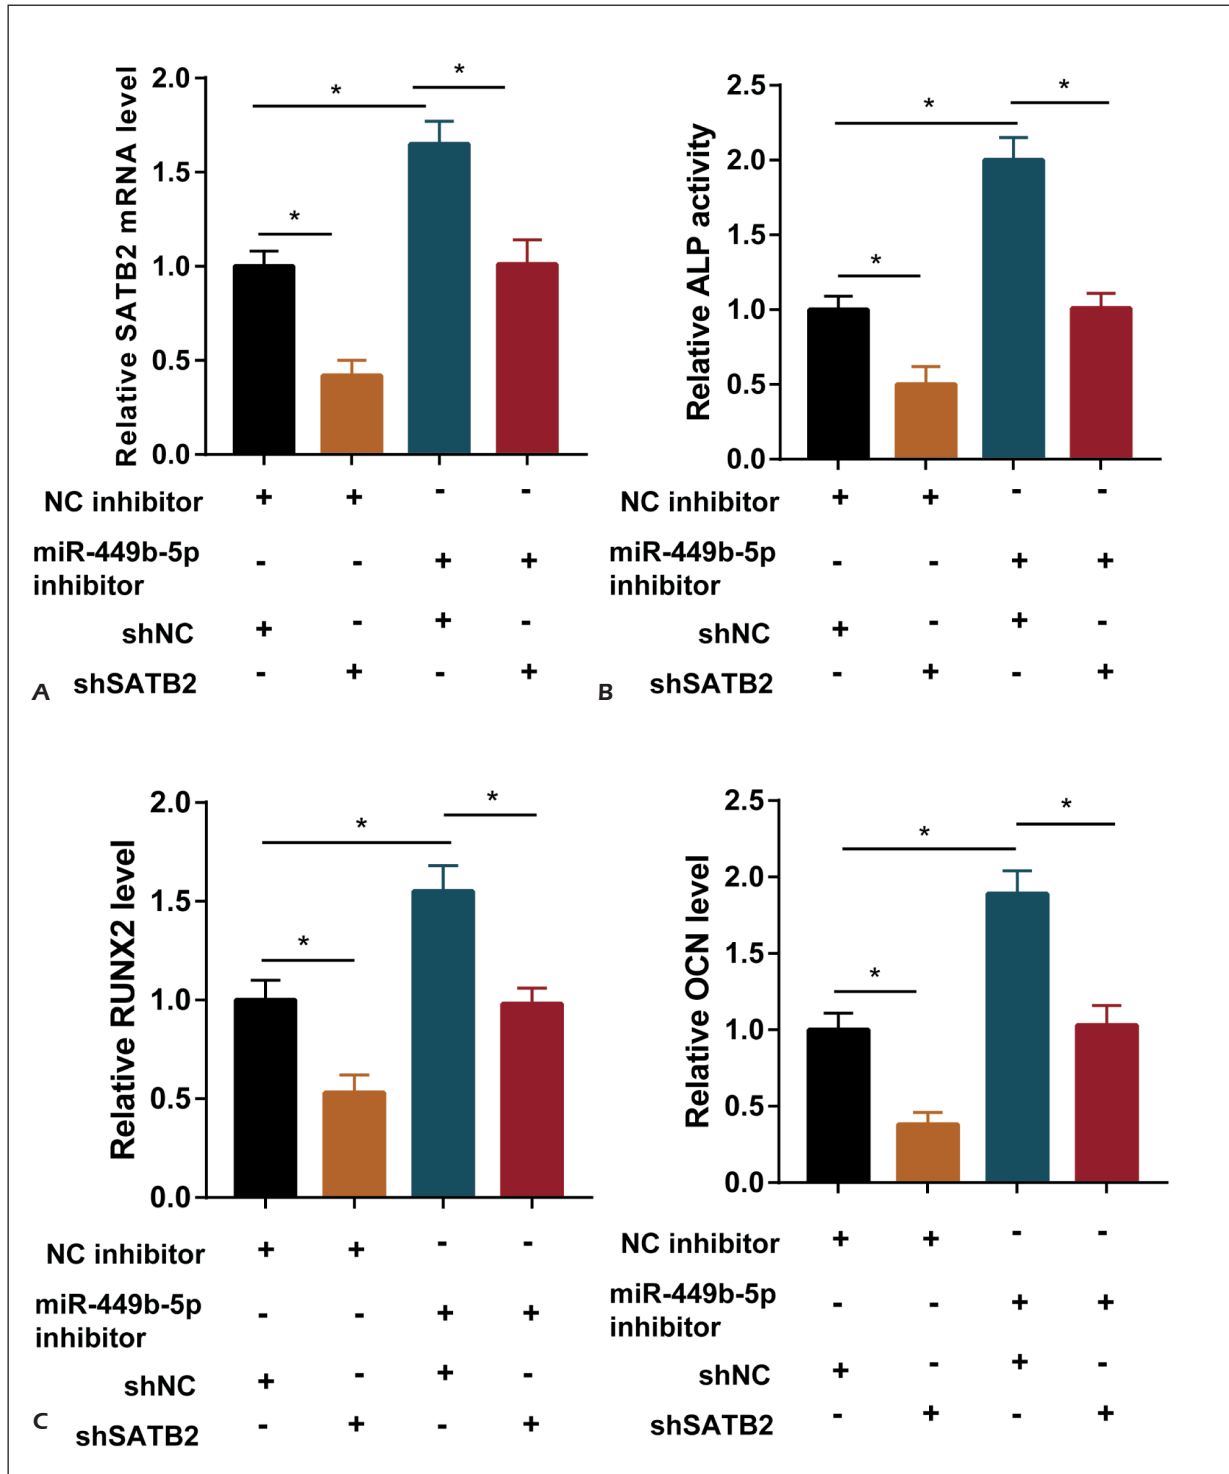 Relative SATB2 mRNA level
2.0
1.5
1.0
0.5
0.0
*
*
*
NC inhibitor + + - -
miR-449b-5p
inhibitor - - + +
shNC + - + -
shSATB2 - + - +
A
Relative ALP activity
2.5
2.0
1.5
1.0
0.5
0.0
*
*
*
NC inhibitor + + - -
miR-449b-5p
inhibitor - - + +
shNC + - + -
shSATB2 - + - +
B
Relative RUNX2 level
2.0
1.5
1.0
0.5
0.0
*
*
*
NC inhibitor + + - -
miR-449b-5p
inhibitor - - + +
shNC + - + -
shSATB2 - + - +
C
Relative OCN level
2.5
2.0
1.5
1.0
0.5
0.0
*
*
*
NC inhibitor + + - -
miR-449b-5p
inhibitor - - + +
shNC + - + -
shSATB2 - + - +